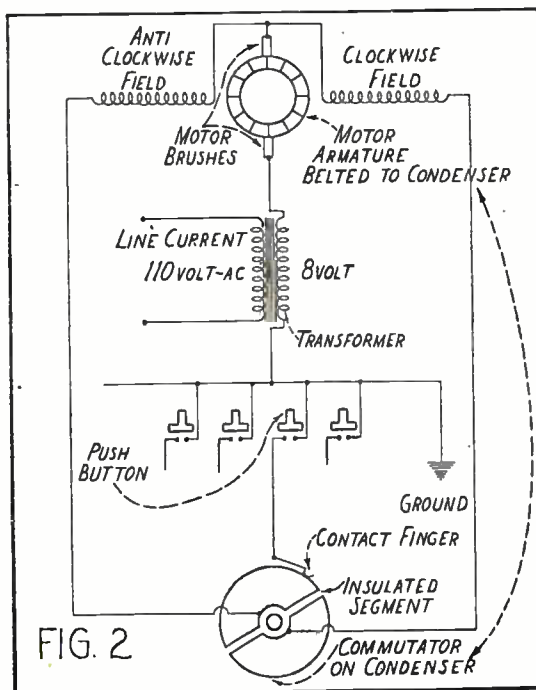 ANTI
CLOCKWISE
FIELD
CLOCKWISE
FIELD
MOTOR
BRUSHES
MOTOR
ARMATURE
BELTED TO CONDENSER
LINE CURRENT
110 VOLT-AC
8 VOLT
TRANSFORMER
PUSH
BUTTON
GROUND
CONTACT FINGER
INSULATED
SEGMENT
COMMUTATOR
ON CONDENSER
FIG. 2